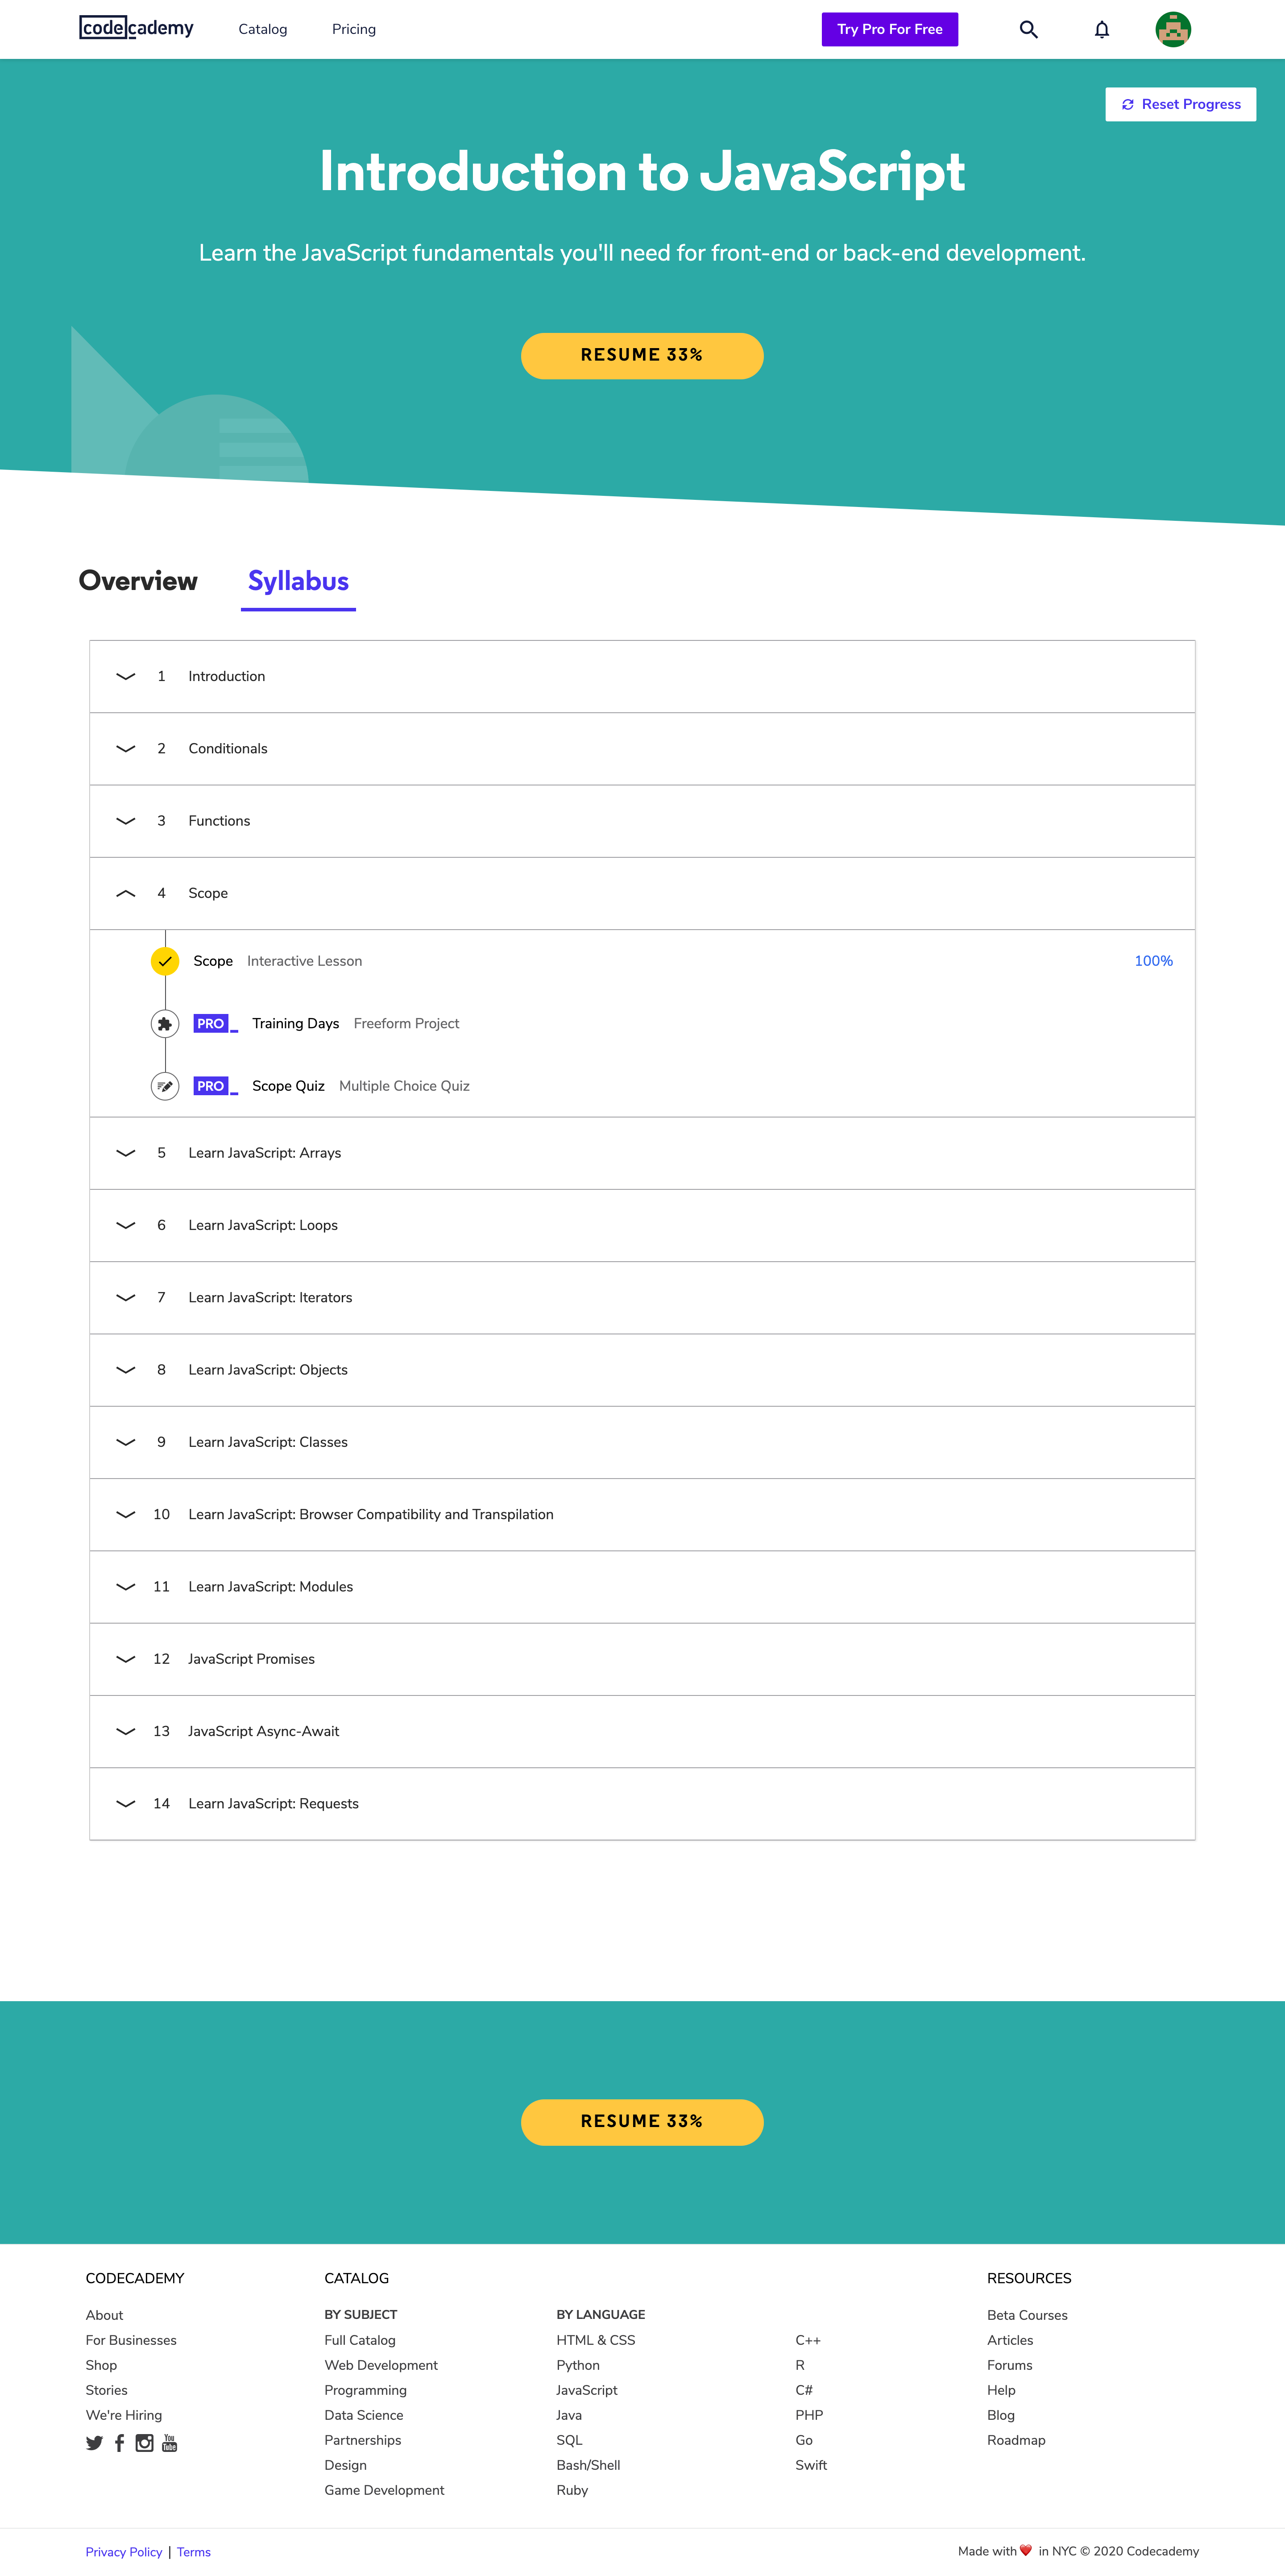 codecademy Catalog Pricing Try Pro For Free
Reset Progress
Introduction to JavaScript
Learn the JavaScript fundamentals you'll need for front-end or back-end development.
RESUME 33%
Overview Syllabus
1 Introduction
2 Conditionals
3 Functions
4 Scope
Scope Interactive Lesson 100%
PRO Training Days Freeform Project
PRO Scope Quiz Multiple Choice Quiz
5 Learn JavaScript: Arrays
6 Learn JavaScript: Loops
7 Learn JavaScript: Iterators
8 Learn JavaScript: Objects
9 Learn JavaScript: Classes
10 Learn JavaScript: Browser Compatibility and Transpilation
11 Learn JavaScript: Modules
12 JavaScript Promises
13 JavaScript Async-Await
14 Learn JavaScript: Requests
RESUME 33%
CODECADEMY
About
For Businesses
Shop
Stories
We're Hiring
You Tube
CATALOG
BY SUBJECT
Full Catalog
Web Development
Programming
Data Science
Partnerships
Design
Game Development
BY LANGUAGE
HTML & CSS
Python
JavaScript
Java
SQL
Bash/Shell
Ruby
C++
R
C#
PHP
Go
Swift
RESOURCES
Beta Courses
Articles
Forums
Help
Blog
Roadmap
Privacy Policy | Terms
Made with ❤️ in NYC © 2020 Codecademy